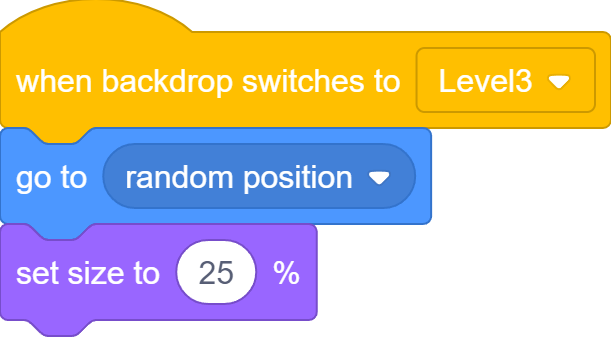 when backdrop switches to Level3
go to random position
set size to 25 %